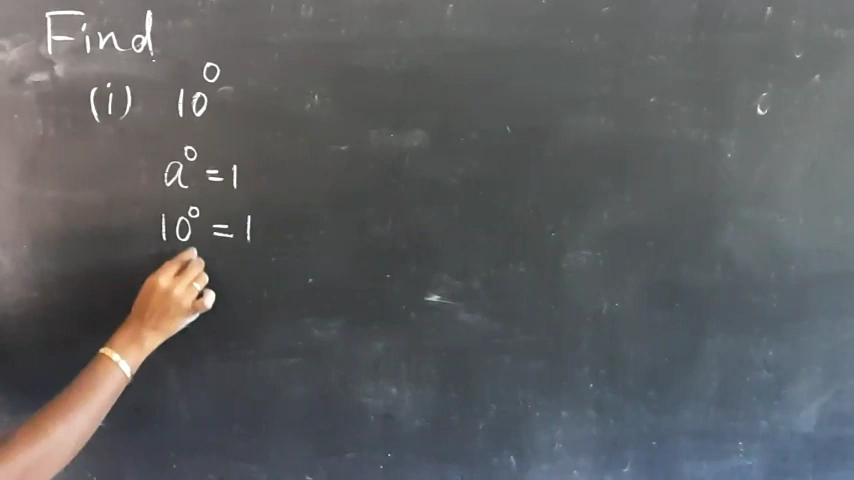 Find
(i) 10⁰
a⁰ = 1
10⁰ = 1